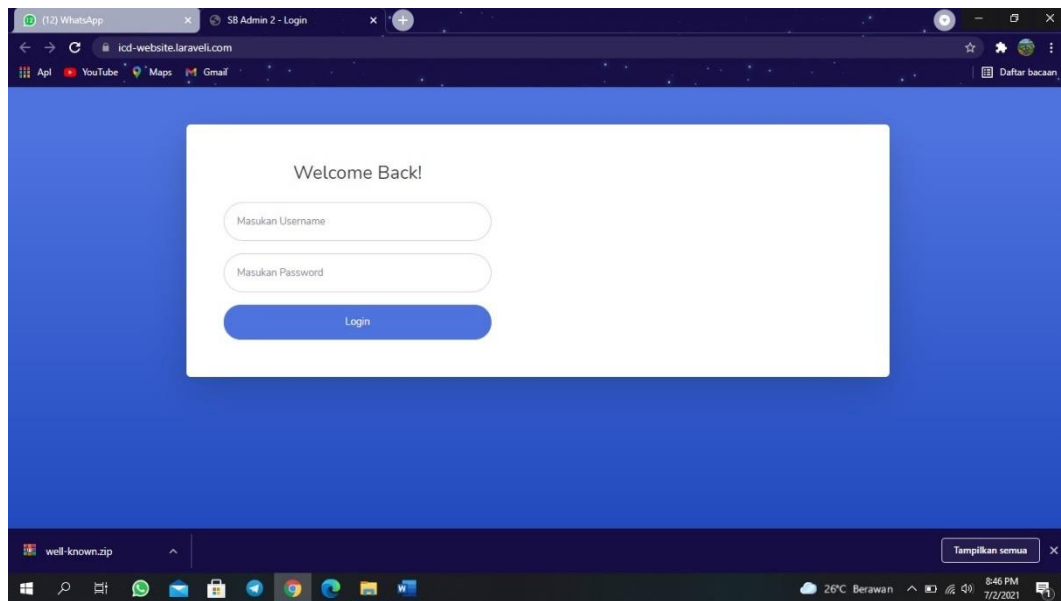 (12) WhatsApp
SB Admin 2 - Login
icd-website.laraveli.com
Apl
YouTube
Maps
Gmail
Daftar bacaan
Welcome Back!
Masukan Username
Masukan Password
Login
well-known.zip
Tampilkan semua
26°C Berawan
8:46 PM
7/2/2021